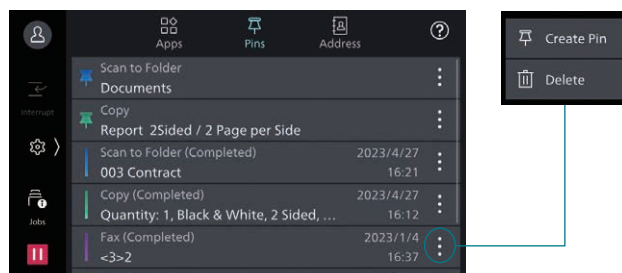 Apps
Pins
Address
Interrupt
Jobs
Scan to Folder
Documents
Copy
Report 2Sided / 2 Page per Side
Scan to Folder (Completed) 2023/4/27
003 Contract 16:21
Copy (Completed) 2023/4/27
Quantity: 1, Black & White, 2 Sided, ... 16:12
Fax (Completed) 2023/1/4
<3>2 16:37
Create Pin
Delete